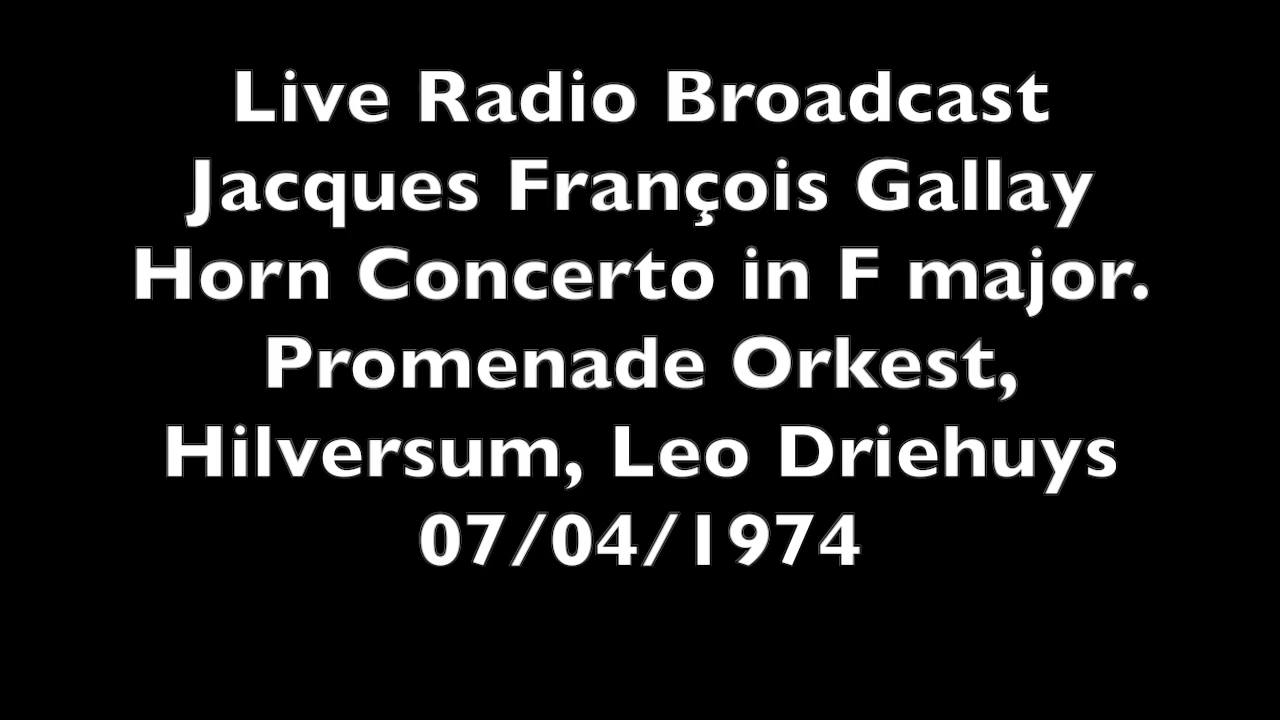 Live Radio Broadcast
Jacques François Gallay
Horn Concerto in F major.
Promenade Orkest,
Hilversum, Leo Driehuys
07/04/1974